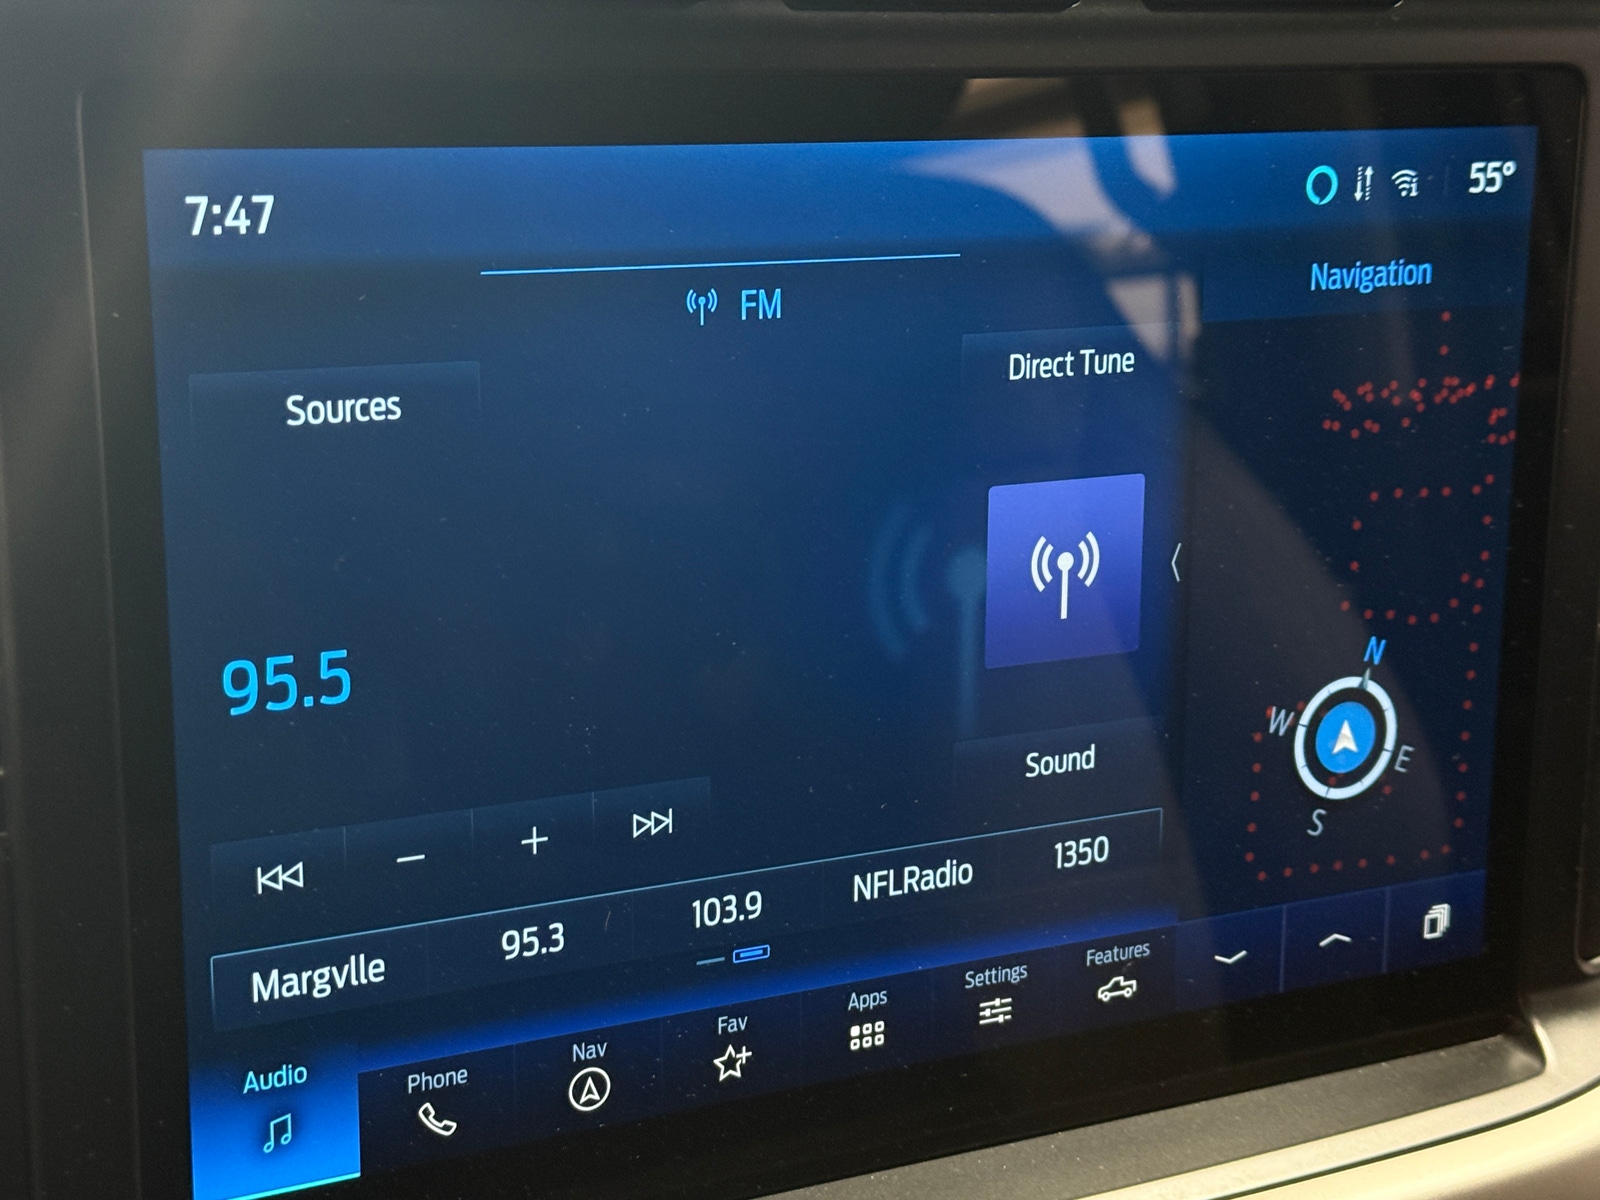 7:47
55°
Navigation
FM
Sources
Direct Tune
95.5
Sound
N
W
E
S
Margvlle
95.3
103.9
NFLRadio
1350
Audio
Phone
Nav
Fav
Apps
Settings
Features